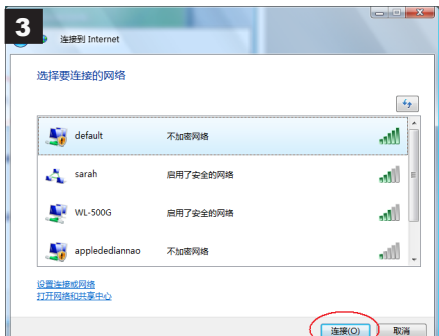 3
连接到 Internet
选择要连接的网络
default 不加密网络
sarah 启用了安全的网络
WL-500G 启用了安全的网络
appledediannao 不加密网络
设置连接或网络
打开网络和共享中心
连接(O) 取消